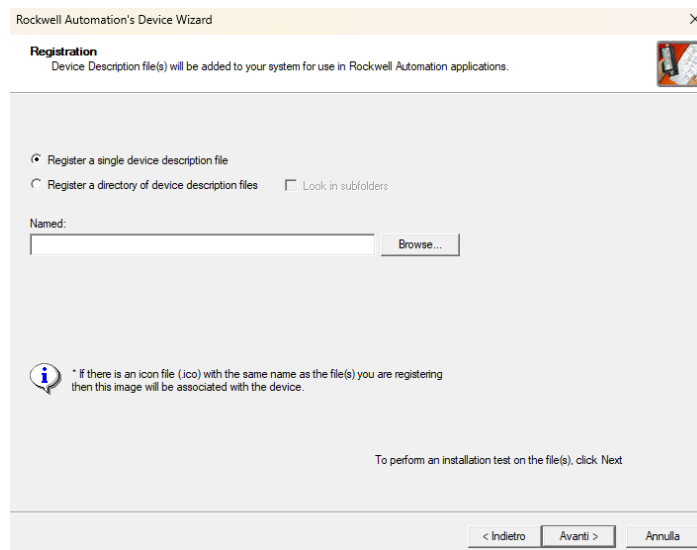 Rockwell Automation's Device Wizard
Registration
Device Description file(s) will be added to your system for use in Rockwell Automation applications.
Register a single device description file
Register a directory of device description files Look in subfolders
Named:
Browse...
* If there is an icon file (.ico) with the same name as the file(s) you are registering
then this image will be associated with the device.
To perform an installation test on the file(s), click Next
< Indietro Avanti > Annulla